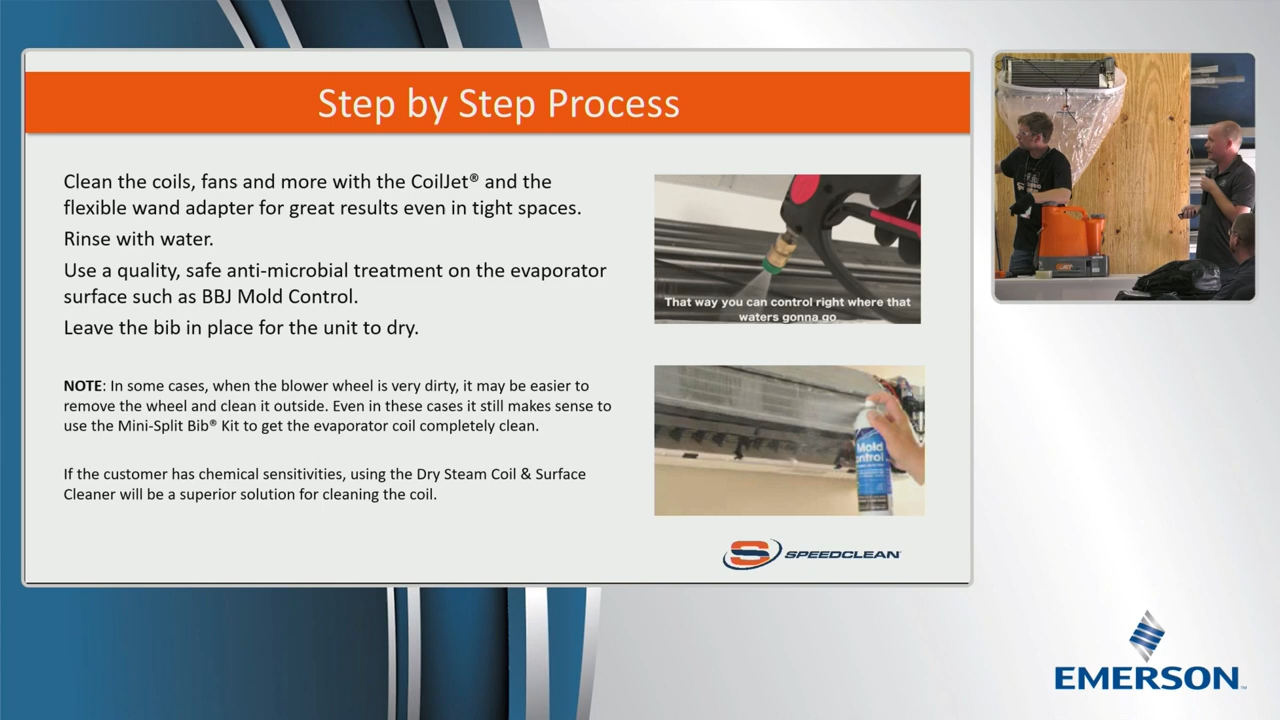 Step by Step Process
Clean the coils, fans and more with the CoilJet® and the
flexible wand adapter for great results even in tight spaces.
Rinse with water.
Use a quality, safe anti-microbial treatment on the evaporator
surface such as BBJ Mold Control.
Leave the bib in place for the unit to dry.
NOTE: In some cases, when the blower wheel is very dirty, it may be easier to
remove the wheel and clean it outside. Even in these cases it still makes sense to
use the Mini-Split Bib® Kit to get the evaporator coil completely clean.
If the customer has chemical sensitivities, using the Dry Steam Coil & Surface
Cleaner will be a superior solution for cleaning the coil.
That way you can control right where that
waters gonna go
Mold
ontrol
SPEEDCLEAN
EMERSON